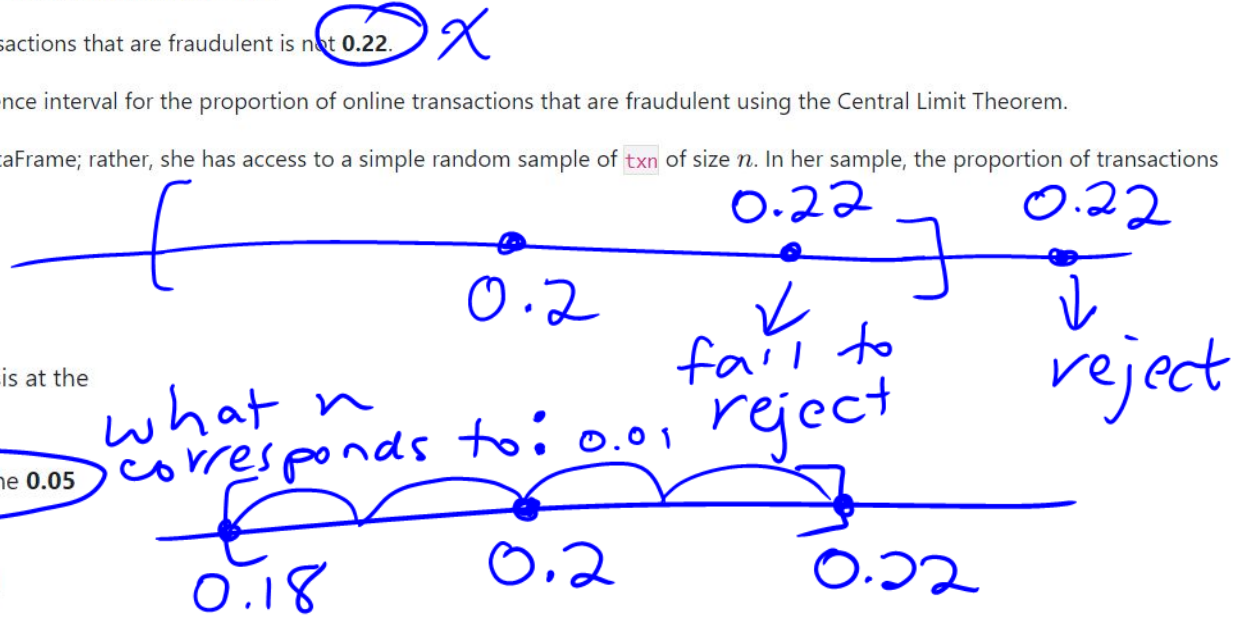 sactions that are fraudulent is not 0.22. X
nce interval for the proportion of online transactions that are fraudulent using the Central Limit Theorem.
taFrame; rather, she has access to a simple random sample of txn of size n. In her sample, the proportion of transactions
0.22 0.22
0.2
fail to
reject
reject
is at the
what n
corresponds to: 0.01
ne 0.05
0.18 0.2 0.22